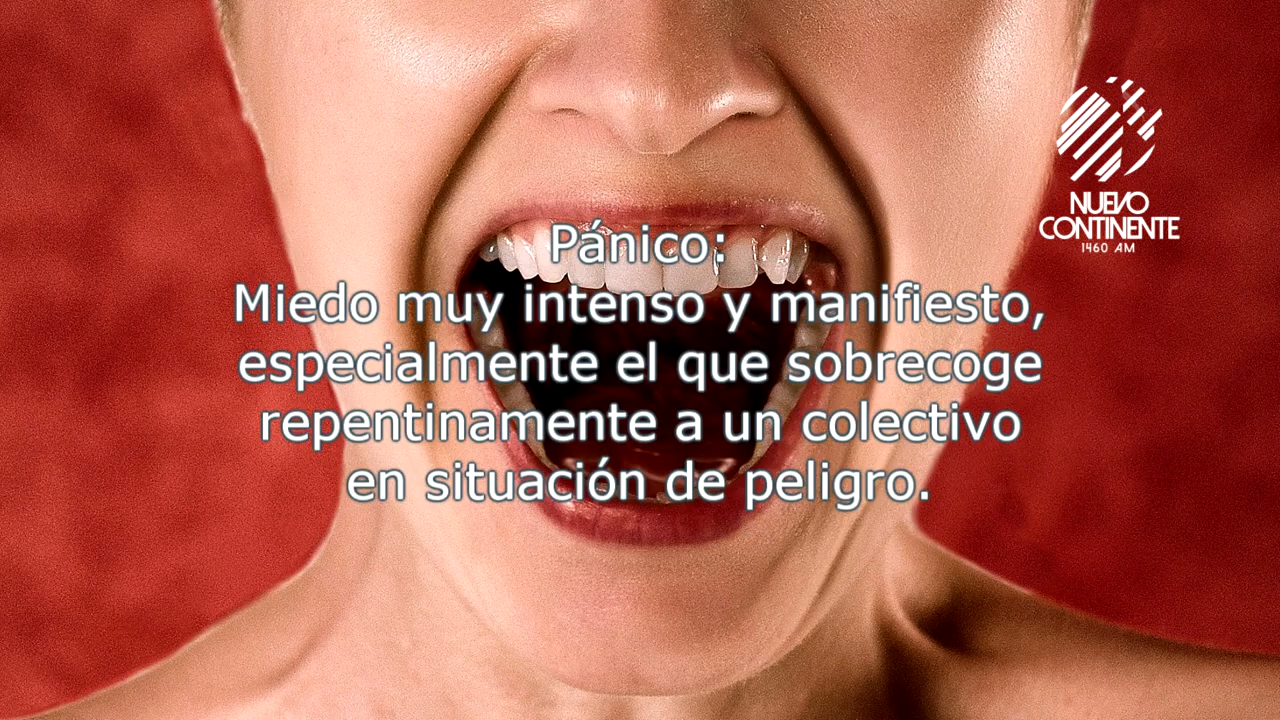 NUEVO
CONTINENTE
1460 AM
Pánico:
Miedo muy intenso y manifiesto,
especialmente el que sobrecoge
repentinamente a un colectivo
en situación de peligro.